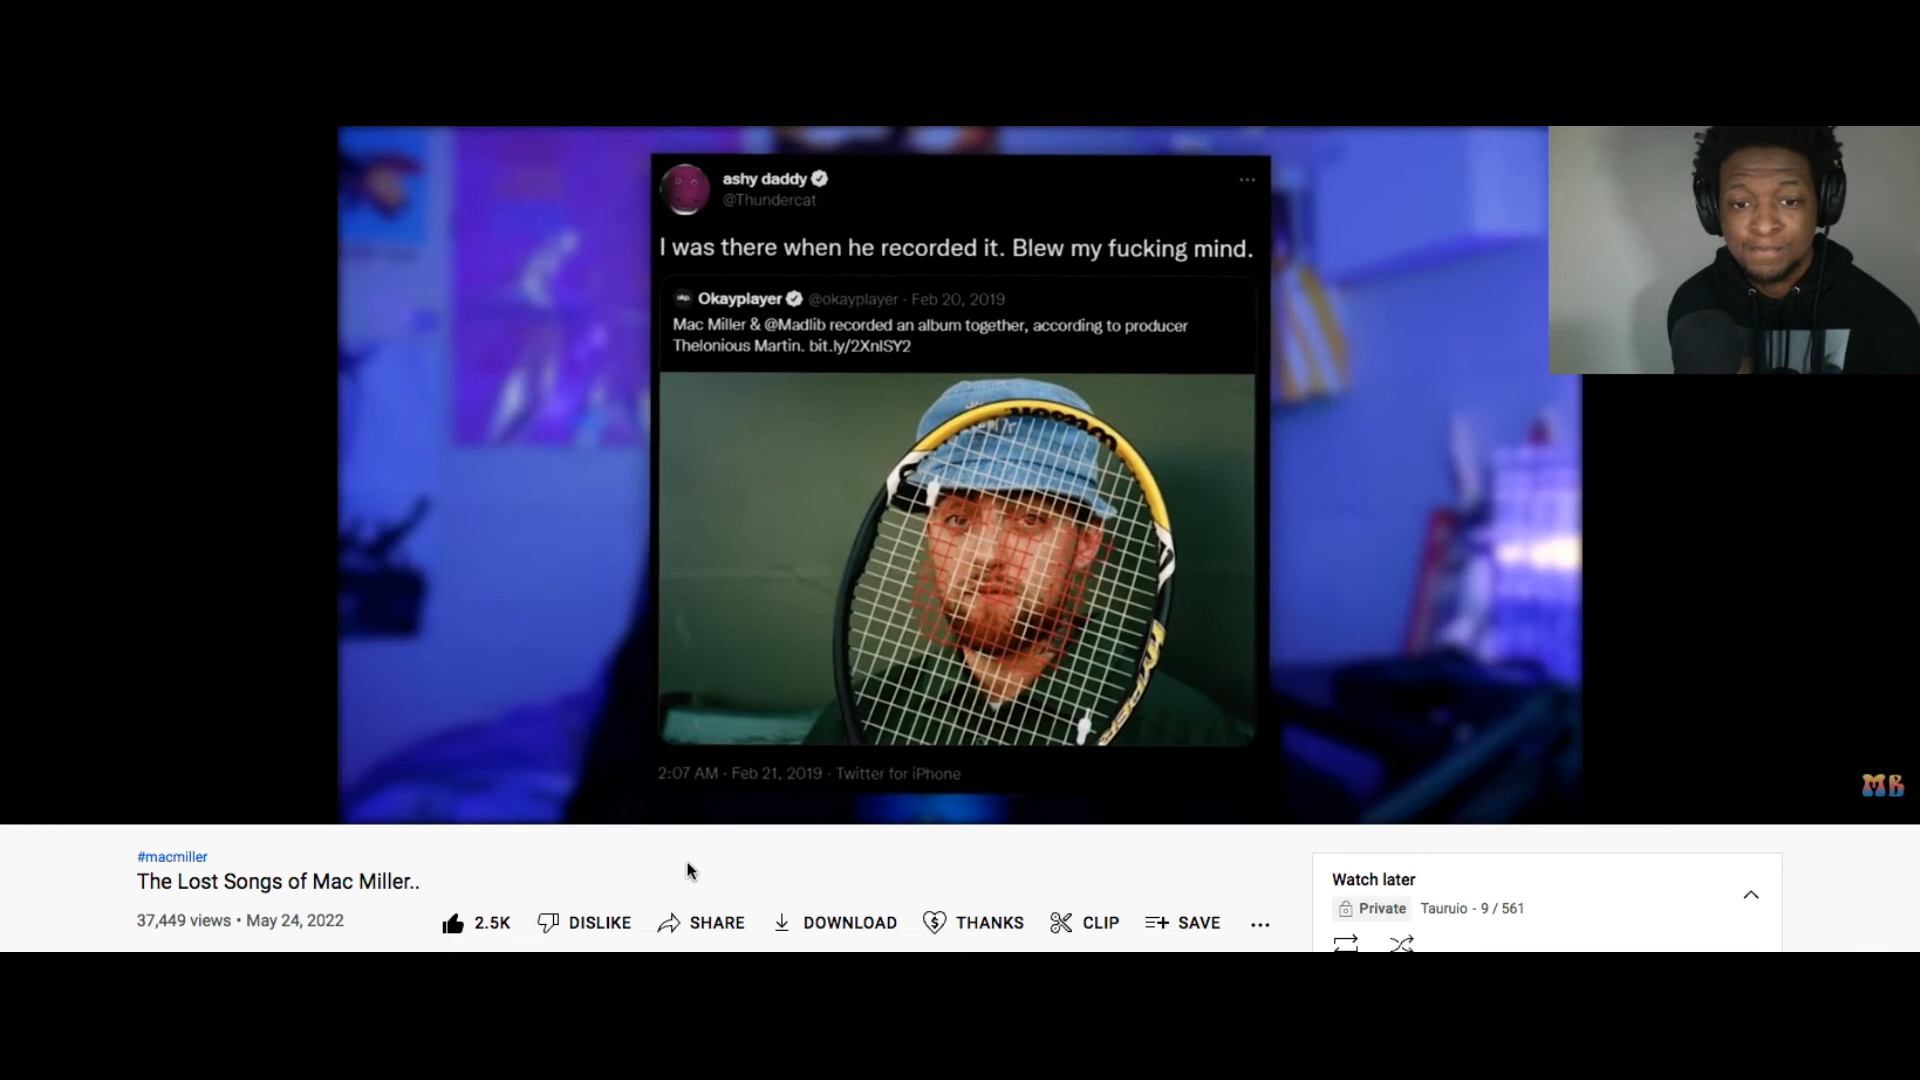 ashy daddy
@Thundercat
I was there when he recorded it. Blew my fucking mind.
Okayplayer @okayplayer · Feb 20, 2019
Mac Miller & @Madlib recorded an album together, according to producer
Thelonious Martin. bit.ly/2XnlSY2
2:07 AM · Feb 21, 2019 · Twitter for iPhone
MB
#macmiller
The Lost Songs of Mac Miller..
37,449 views • May 24, 2022
2.5K
DISLIKE
SHARE
DOWNLOAD
THANKS
CLIP
SAVE
Watch later
Private
Tauruio - 9 / 561